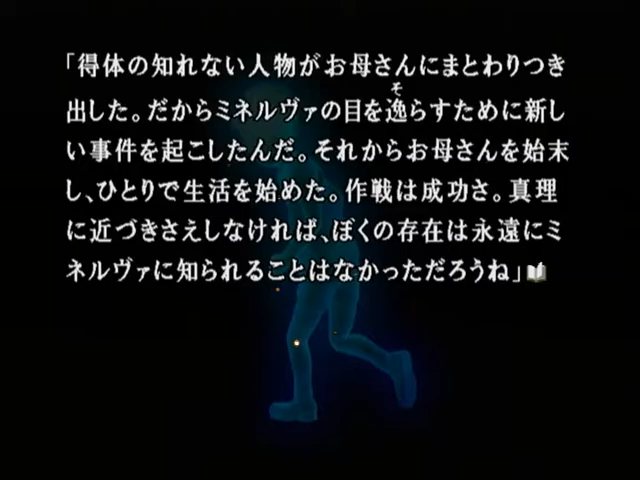 「得体の知れない人物がお母さんにまとわりつき
出した。だからミネルヴァの目を逸らすために新し
い事件を起こしたんだ。それからお母さんを始末
し、ひとりで生活を始めた。作戦は成功さ。真理
に近づきさえしなければ、ぼくの存在は永遠にミ
ネルヴァに知られることはなかっただろうね」